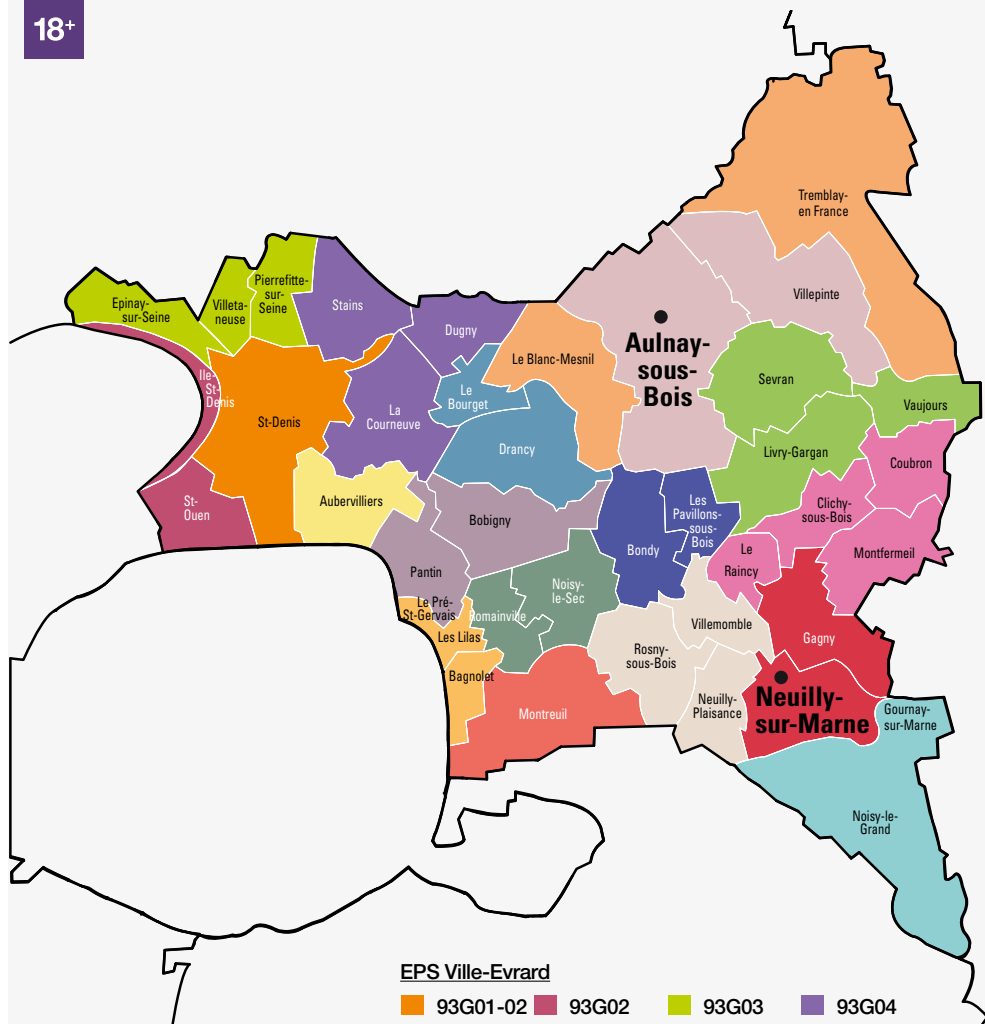 18+
Tremblay-
en France
Villepinte
Epinay-
sur-Seine
Villeta-
neuse
Pierrefitte-
sur-
Seine
Stains
Dugny
Le Blanc-Mesnil
Aulnay-
sous-
Bois
Sevran
Vaujours
Ile-
St-
Denis
St-Denis
La
Courneuve
Le
Bourget
Drancy
Livry-Gargan
Coubron
St-
Ouen
Aubervilliers
Bobigny
Bondy
Les
Pavillons-
sous-
Bois
Clichy-
sous-Bois
Le
Raincy
Montfermeil
Pantin
Le Pré-
St-Gervais
Les Lilas
Romainville
Noisy-
le-Sec
Villemomble
Rosny-
sous-Bois
Gagny
Bagnolet
Montreuil
Neuilly-
Plaisance
Neuilly-
sur-Marne
Gournay-
sur-Marne
Noisy-le-
Grand
EPS Ville-Evrard
93G01-02 93G02 93G03 93G04